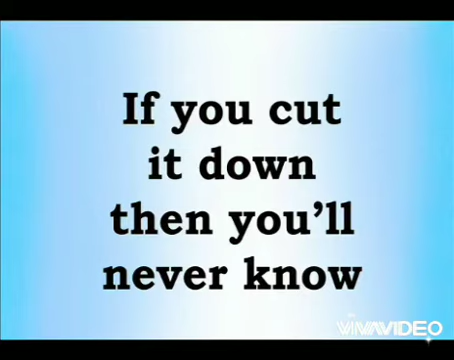 If you cut
it down
then you'll
never know
VIVAVIDEO